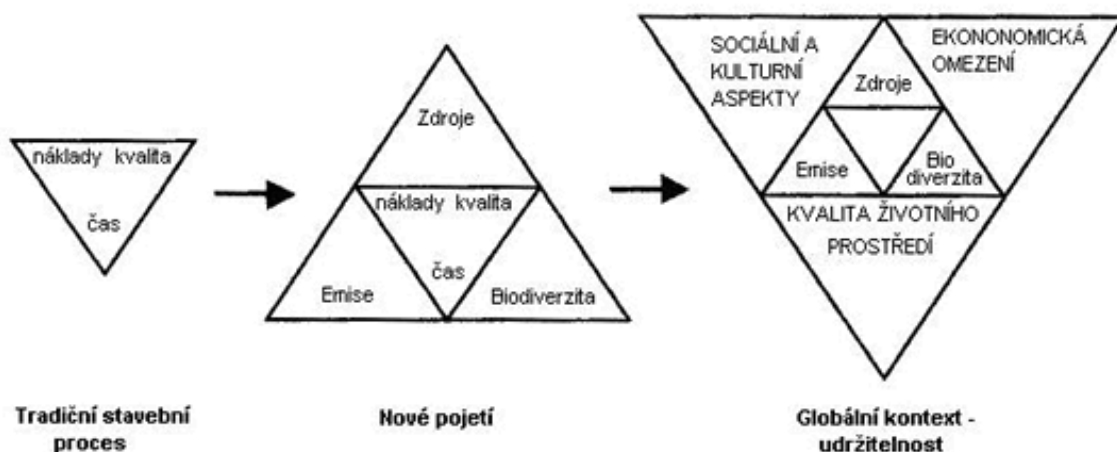 náklady kvalita
čas
Tradiční stavební
proces
Zdroje
náklady kvalita
čas
Emise
Biodiverzita
Nové pojetí
SOCIÁLNÍ A
KULTURNÍ
ASPEKTY
EKONONOMICKÁ
OMEZENÍ
Zdroje
Emise
Bio
diverzita
KVALITA ŽIVOTNÍHO
PROSTŘEDÍ
Globální kontext -
udržitelnost